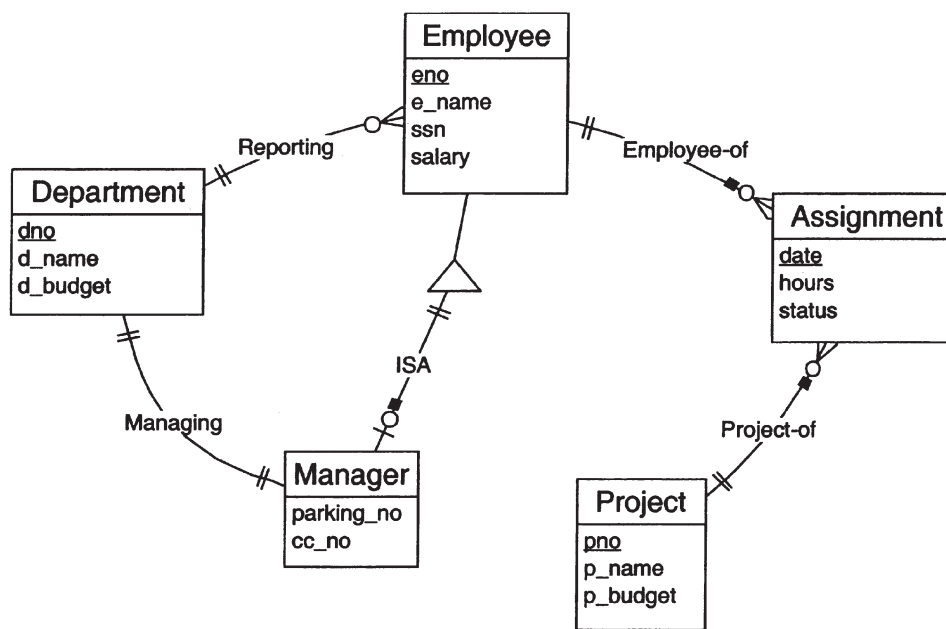 Employee
eno
e_name
ssn
salary
Reporting
Employee-of
Department
dno
d_name
d_budget
Assignment
date
hours
status
ISA
Managing
Project-of
Manager
parking_no
cc_no
Project
pno
p_name
p_budget